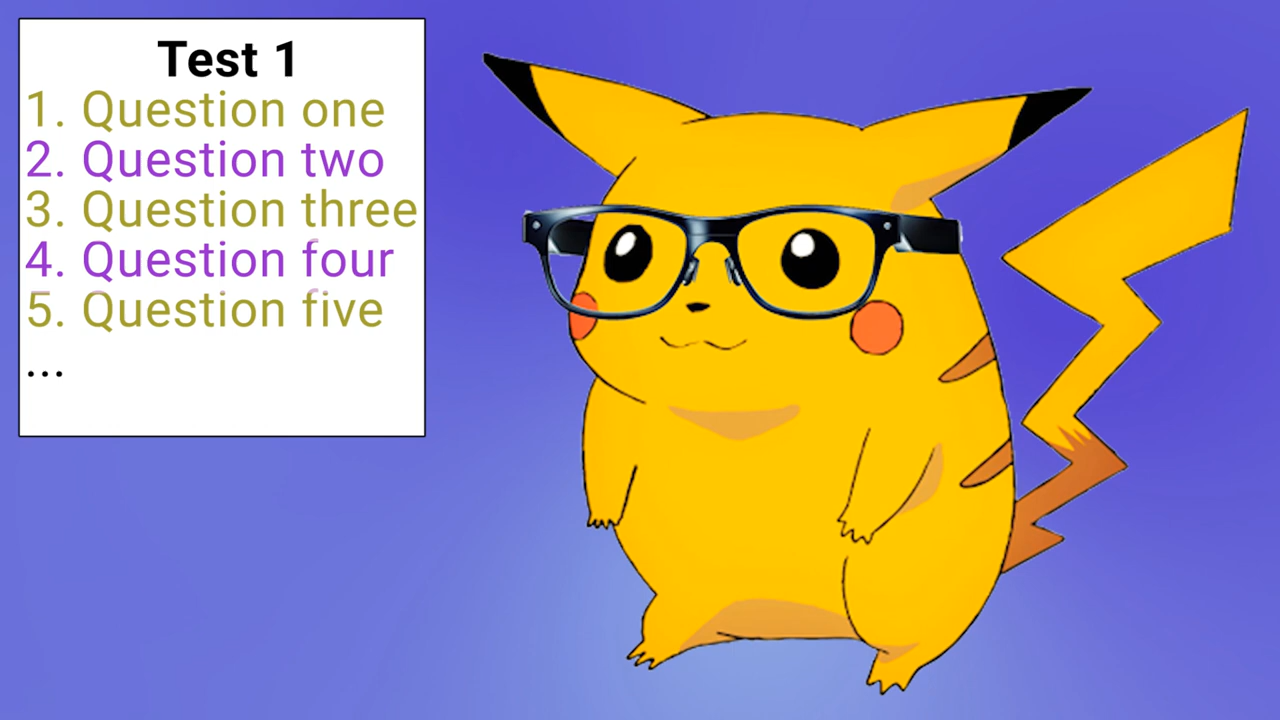 Test 1
1. Question one
2. Question two
3. Question three
4. Question four
5. Question five
...